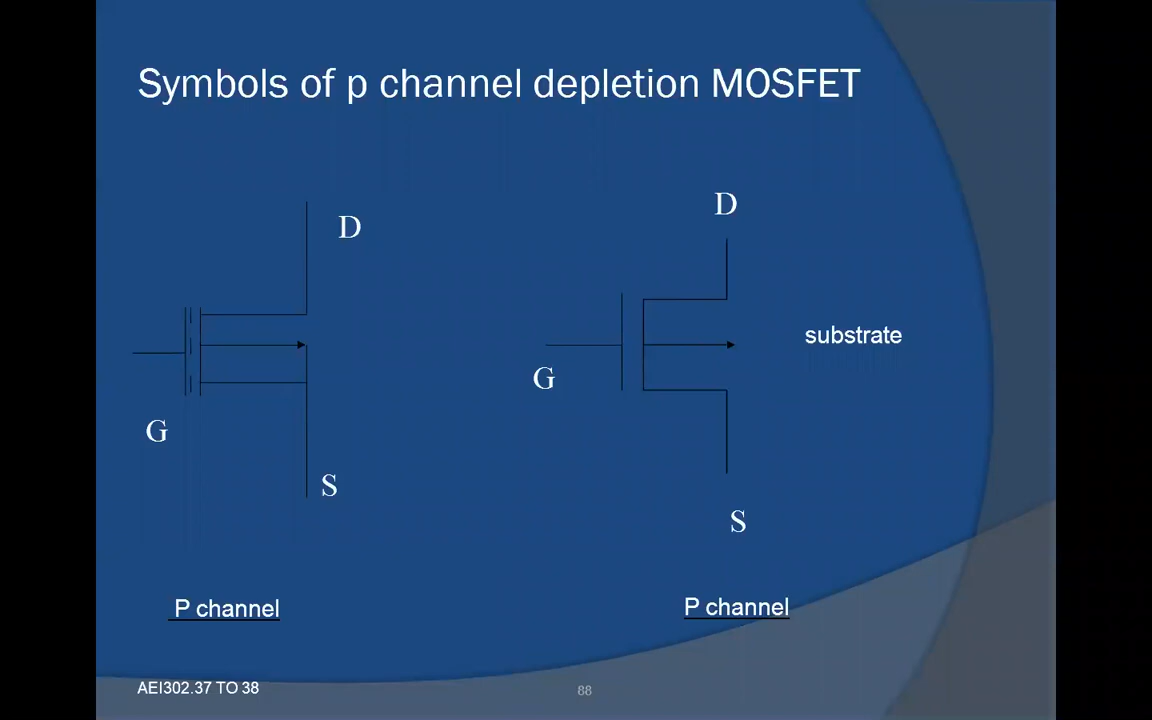 Symbols of p channel depletion MOSFET
D
D
substrate
G
G
S
S
P channel
P channel
AEI302.37 TO 38
88